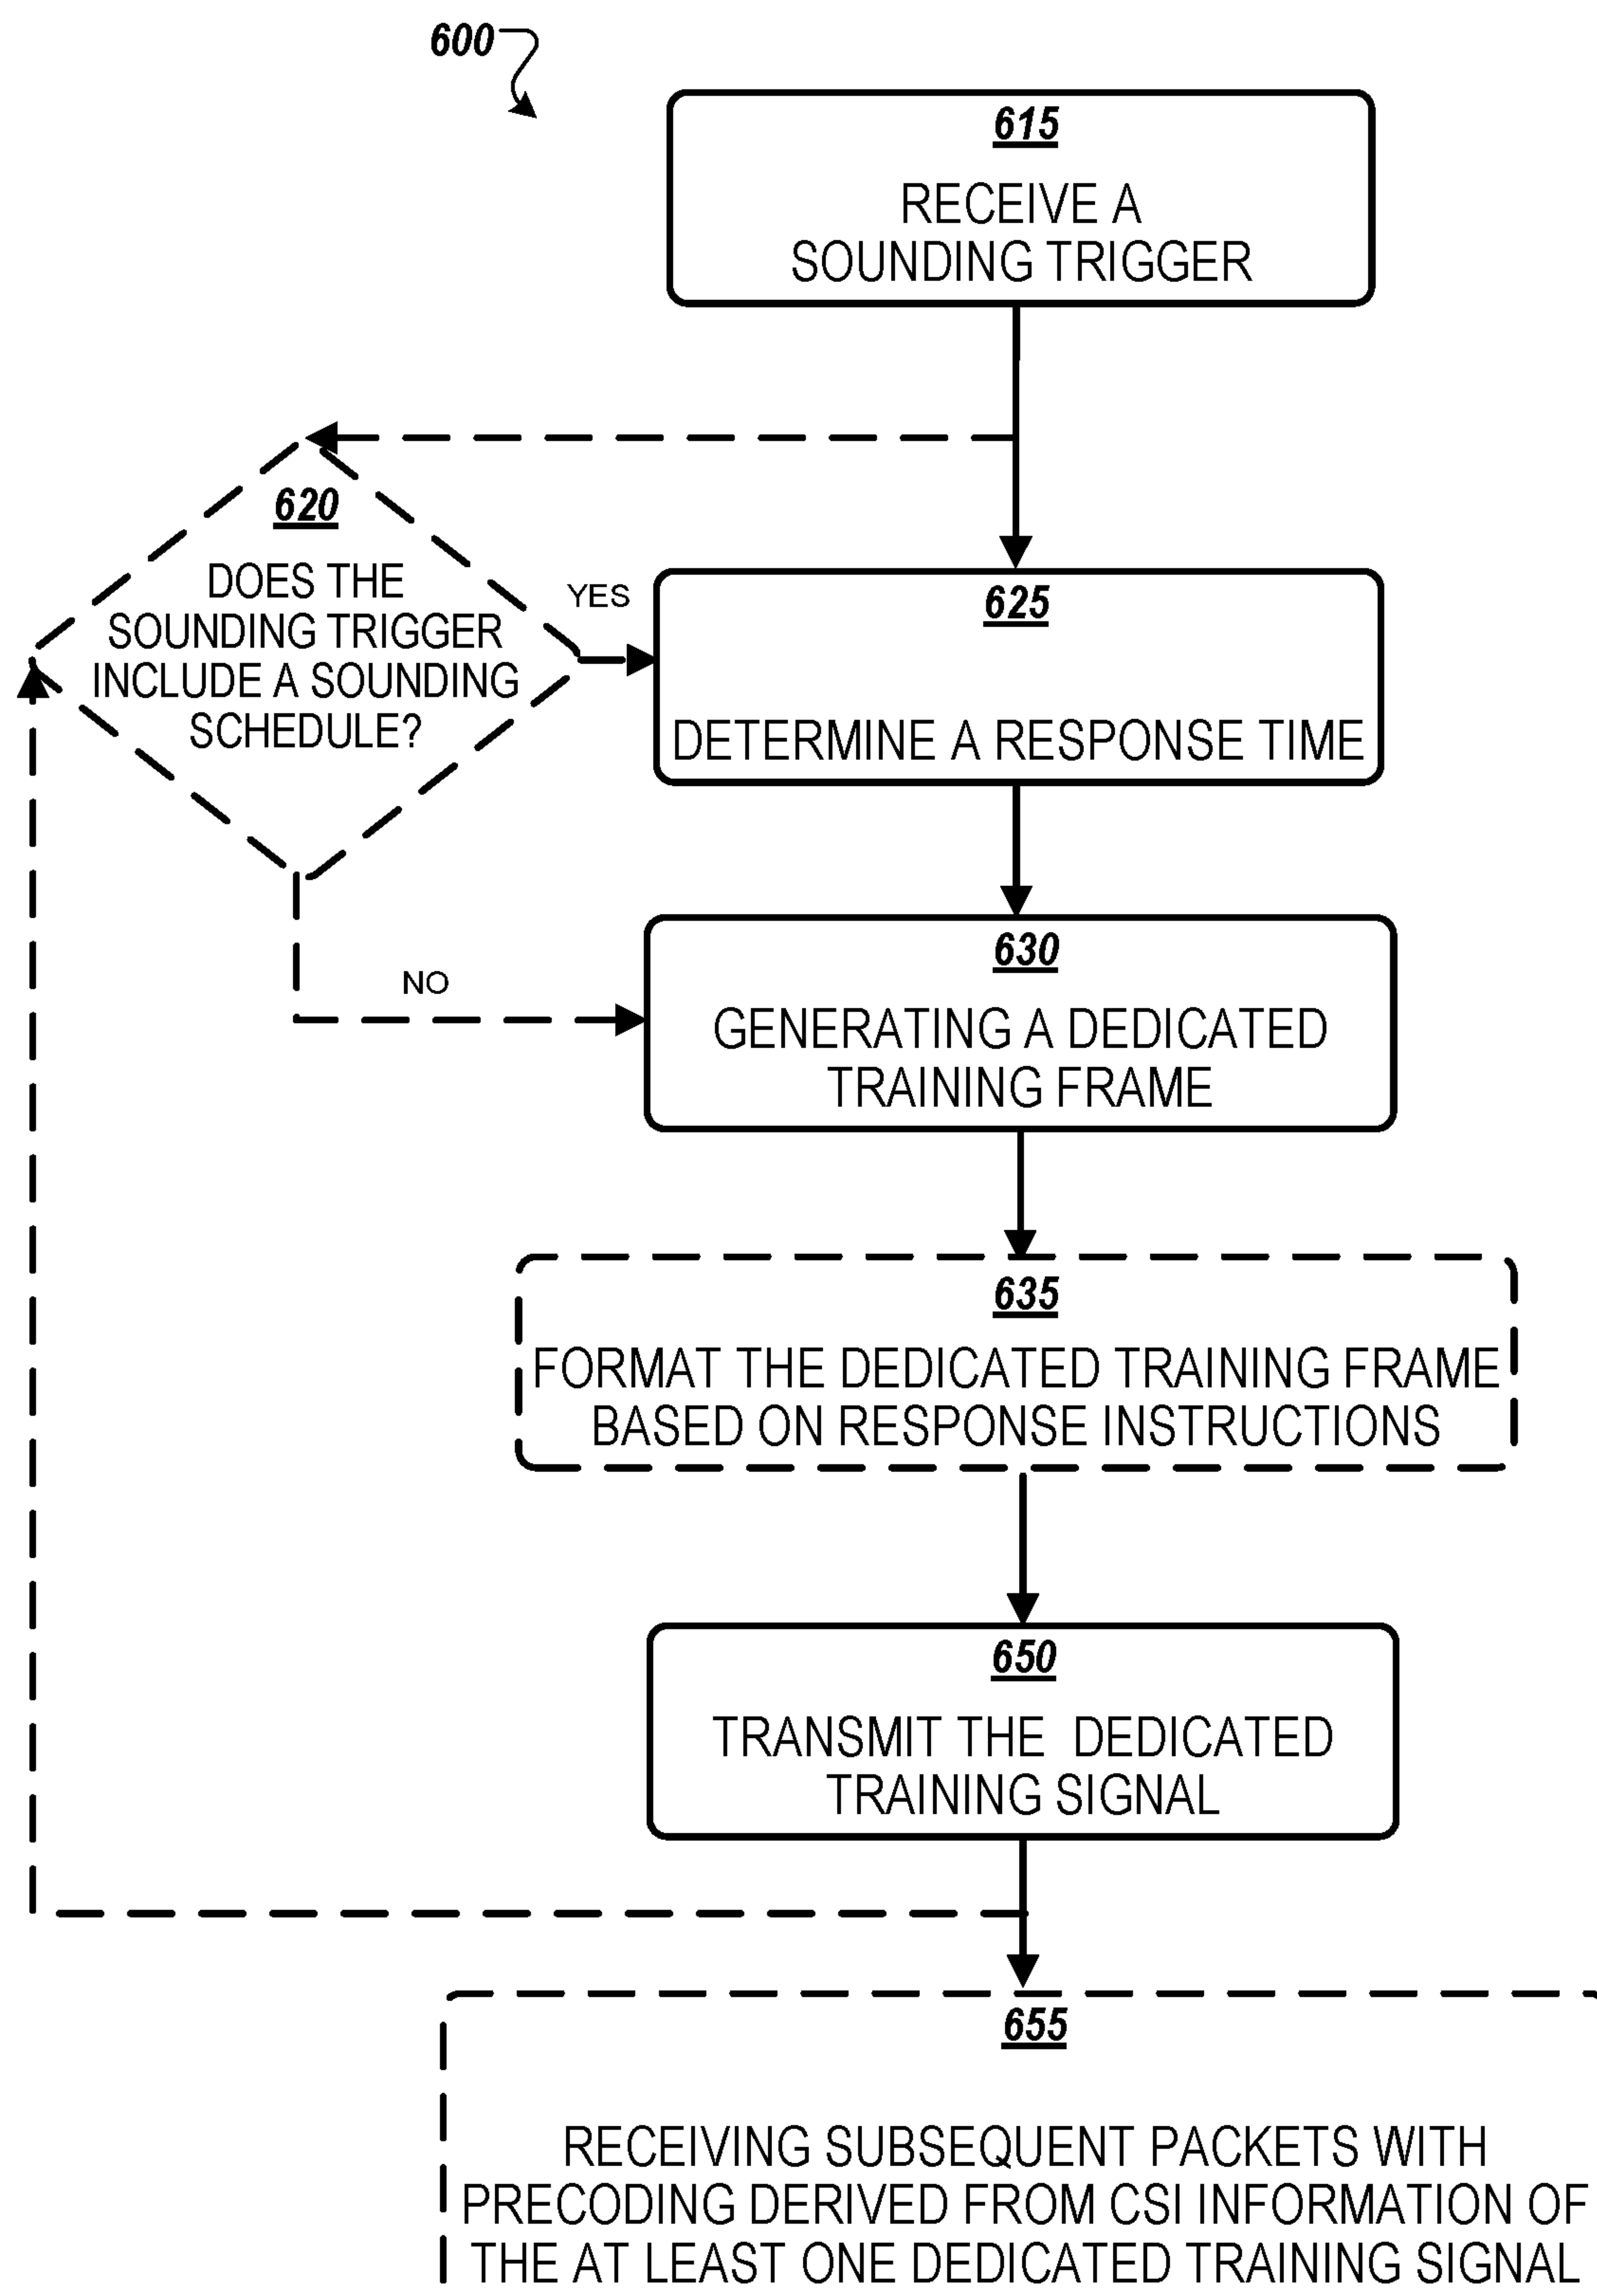 600
615
RECEIVE A
SOUNDING TRIGGER
620
DOES THE
SOUNDING TRIGGER
INCLUDE A SOUNDING
SCHEDULE?
YES
625
DETERMINE A RESPONSE TIME
NO
630
GENERATING A DEDICATED
TRAINING FRAME
635
FORMAT THE DEDICATED TRAINING FRAME
BASED ON RESPONSE INSTRUCTIONS
650
TRANSMIT THE DEDICATED
TRAINING SIGNAL
655
RECEIVING SUBSEQUENT PACKETS WITH
PRECODING DERIVED FROM CSI INFORMATION OF
THE AT LEAST ONE DEDICATED TRAINING SIGNAL